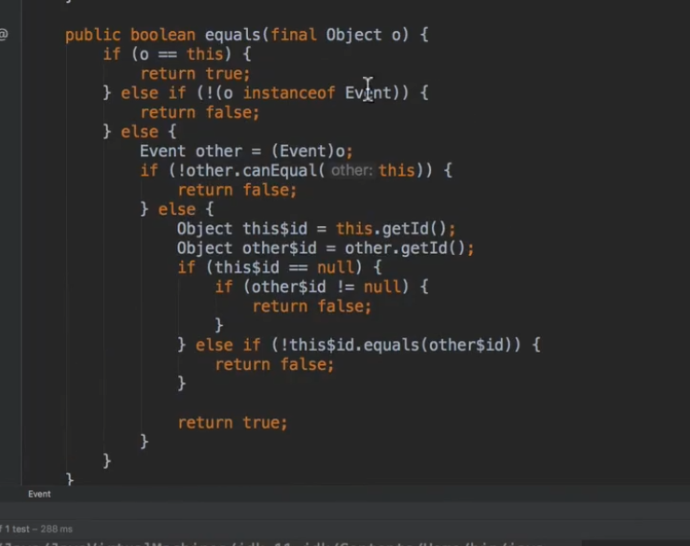 public boolean equals(final Object o) {
if (o == this) {
return true;
} else if (!(o instanceof Event)) {
return false;
} else {
Event other = (Event)o;
if (!other.canEqual( other: this)) {
return false;
} else {
Object this$id = this.getId();
Object other$id = other.getId();
if (this$id == null) {
if (other$id != null) {
return false;
}
} else if (!this$id.equals(other$id)) {
return false;
}
return true;
}
}
}
Event
1 test – 288 ms